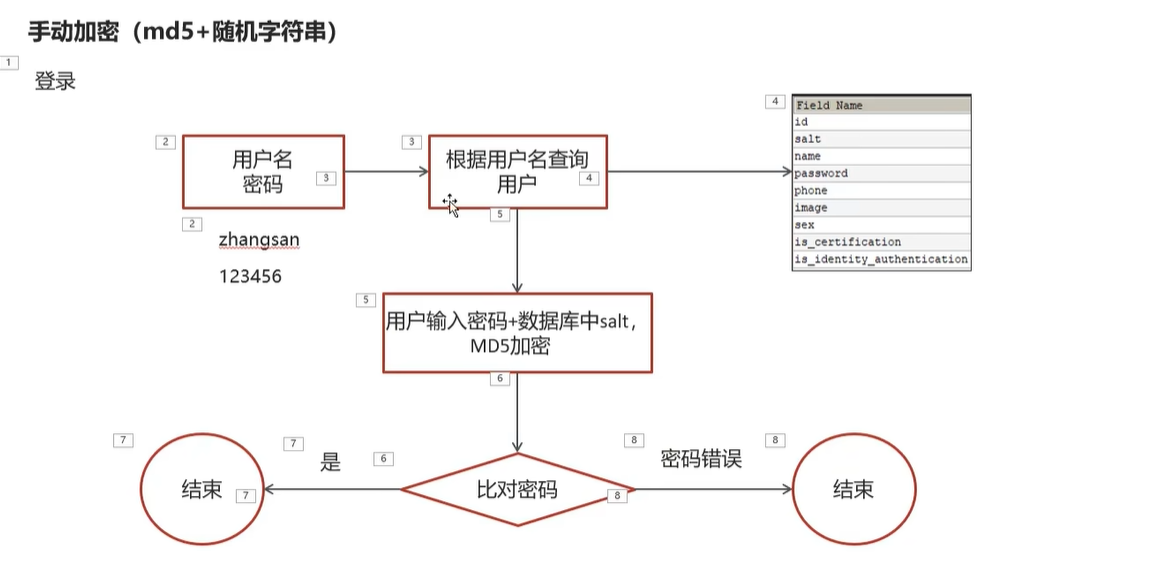 手动加密（md5+随机字符串）
1
登录
4
Field Name
id
salt
name
password
phone
image
sex
is_certification
is_identity_authentication
2
用户名
密码
3
3
根据用户名查询
用户
4
5
2
zhangsan
123456
5
用户输入密码+数据库中salt，
MD5加密
6
7
结束
7
7
是
6
比对密码
8
8
密码错误
8
结束